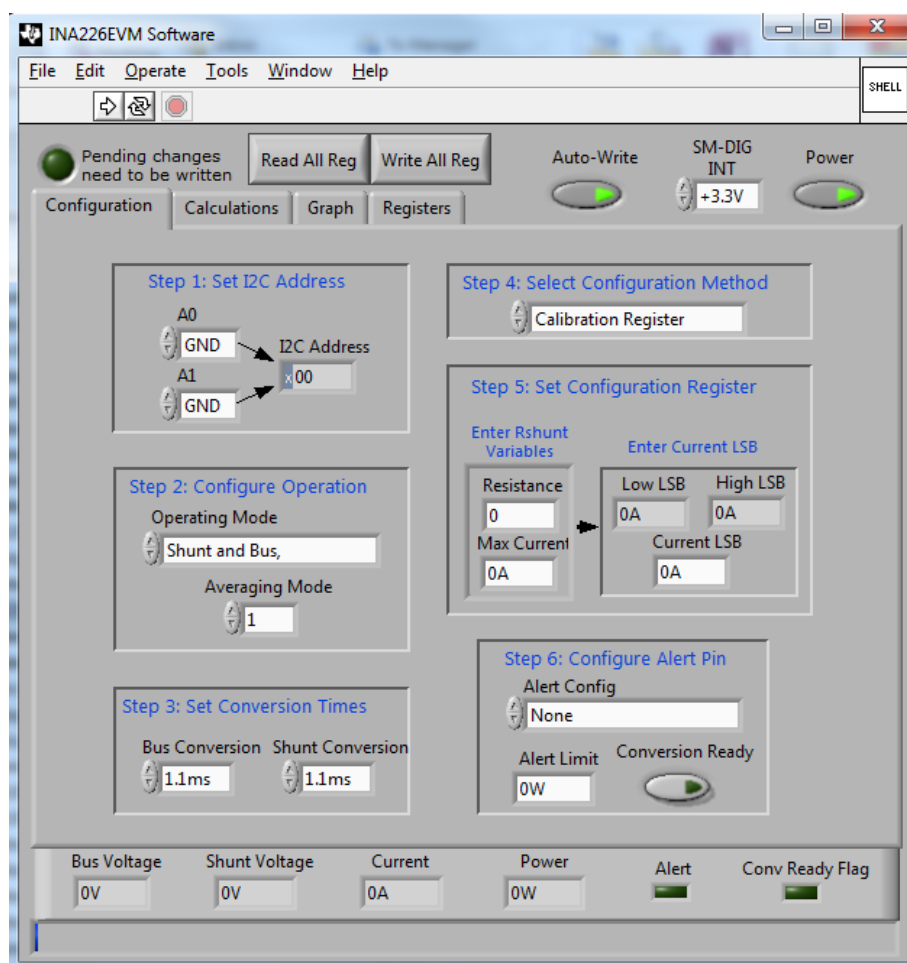 INA226EVM Software
File Edit Operate Tools Window Help
SHELL
Pending changes
need to be written
Read All Reg
Write All Reg
Auto-Write
SM-DIG
INT
+3.3V
Power
Configuration
Calculations
Graph
Registers
Step 1: Set I2C Address
A0
GND
A1
GND
I2C Address
x00
Step 2: Configure Operation
Operating Mode
Shunt and Bus,
Averaging Mode
1
Step 3: Set Conversion Times
Bus Conversion
Shunt Conversion
1.1ms
1.1ms
Step 4: Select Configuration Method
Calibration Register
Step 5: Set Configuration Register
Enter Rshunt
Variables
Resistance
0
Max Current
0A
Enter Current LSB
Low LSB
High LSB
0A
0A
Current LSB
0A
Step 6: Configure Alert Pin
Alert Config
None
Alert Limit
0W
Conversion Ready
Bus Voltage
Shunt Voltage
Current
Power
Alert
Conv Ready Flag
0V
0V
0A
0W